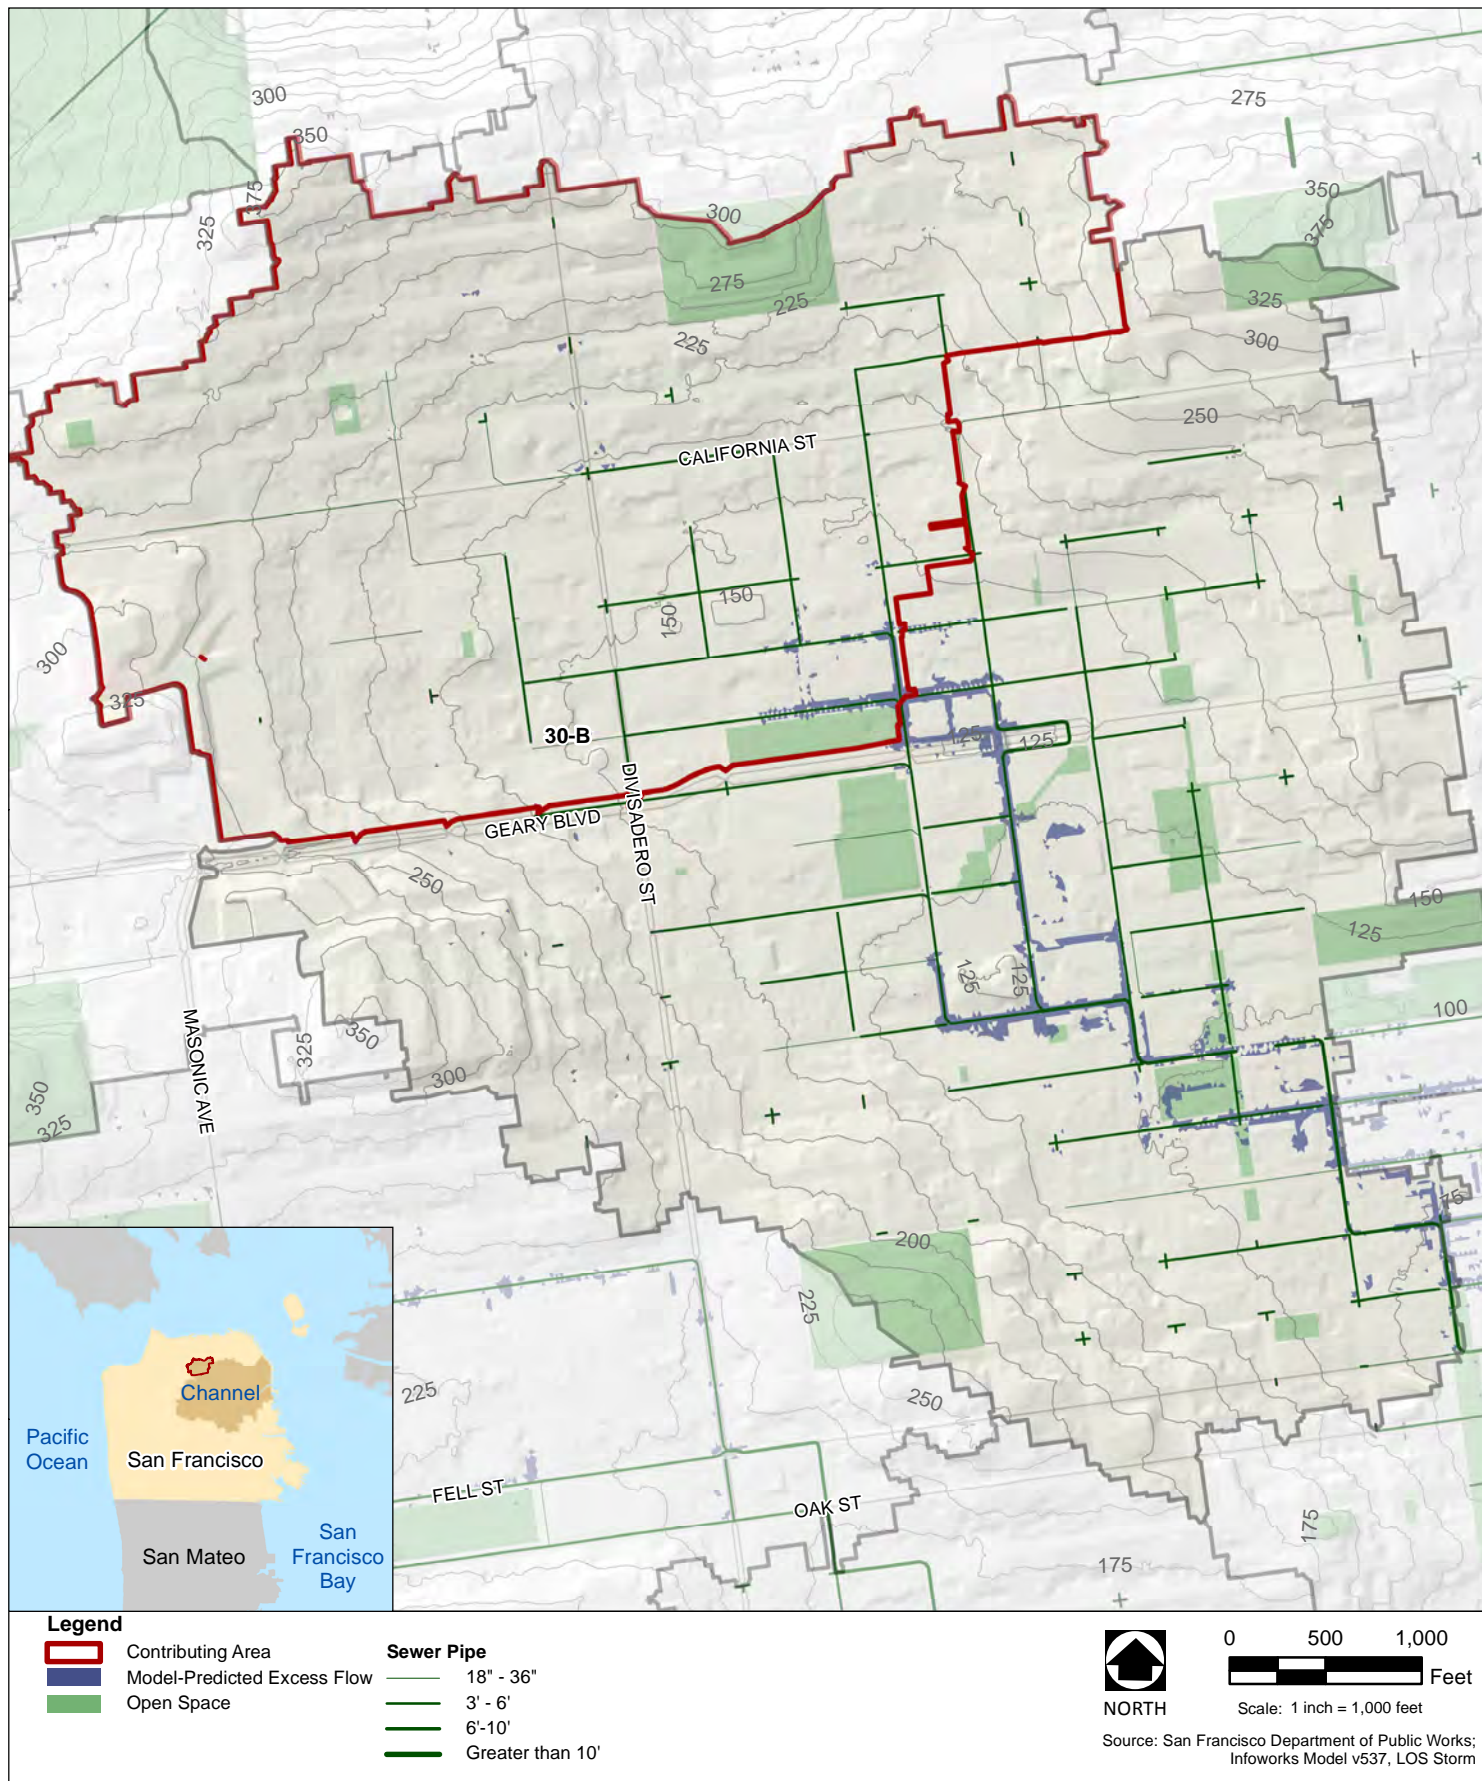 300
350
375
325
300
275
225
225
275
350
375
325
300
250
CALIFORNIA ST
150
150
300
325
30-B
125
125
DIVISADERO ST
GEARY BLVD
250
125
125
150
125
100
MASONIC AVE
325
350
300
350
325
75
200
225
225
250
FELL ST
OAK ST
175
175
Channel
Pacific
Ocean
San Francisco
San Mateo
San
Francisco
Bay
Legend
Contributing Area
Model-Predicted Excess Flow
Open Space
Sewer Pipe
18" - 36"
3' - 6'
6'-10'
Greater than 10'
NORTH
0 500 1,000
Feet
Scale: 1 inch = 1,000 feet
Source: San Francisco Department of Public Works;
Infoworks Model v537, LOS Storm